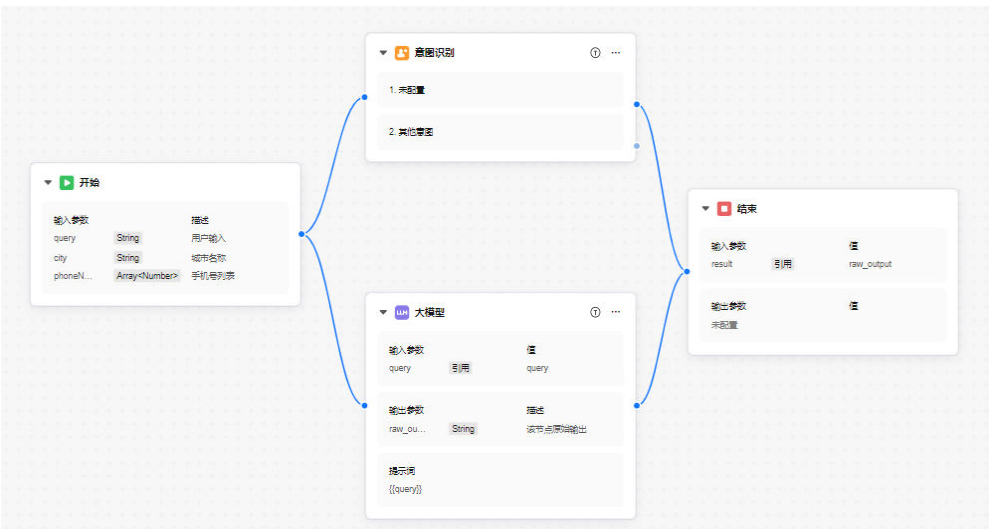 意图识别
1. 未配置
2. 其他意图
开始
输入参数 描述
query String 用户输入
city String 城市名称
phoneN... Array<Number> 手机号列表
大模型
输入参数 值
query 引用 query
输出参数 描述
raw_ou... String 该节点原始输出
提示词
{{query}}
结束
输入参数 值
result 引用 raw_output
输出参数 值
未配置
LLM